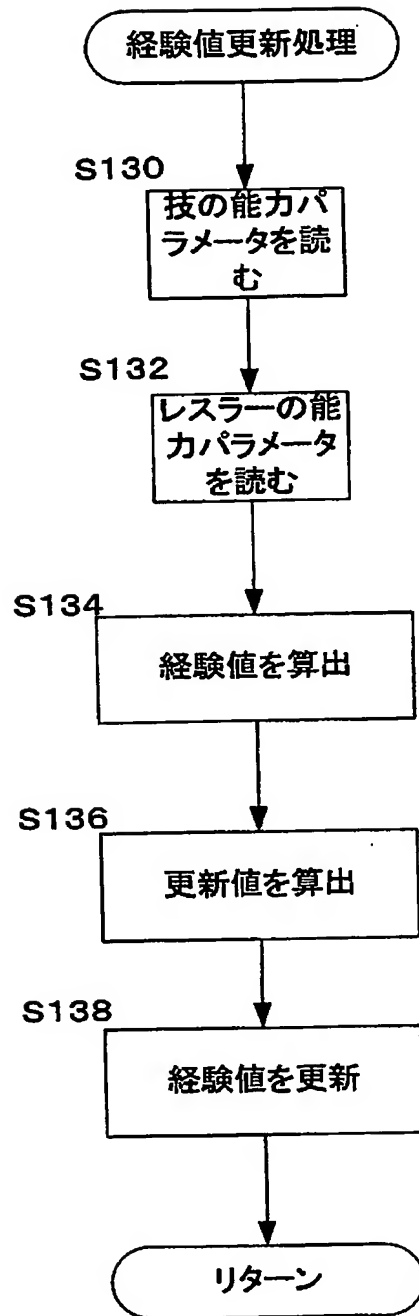 経験値更新処理
S130
技の能力パ
ラメータを読
む
S132
レスラーの能
力パラメータ
を読む
S134
経験値を算出
S136
更新値を算出
S138
経験値を更新
リターン